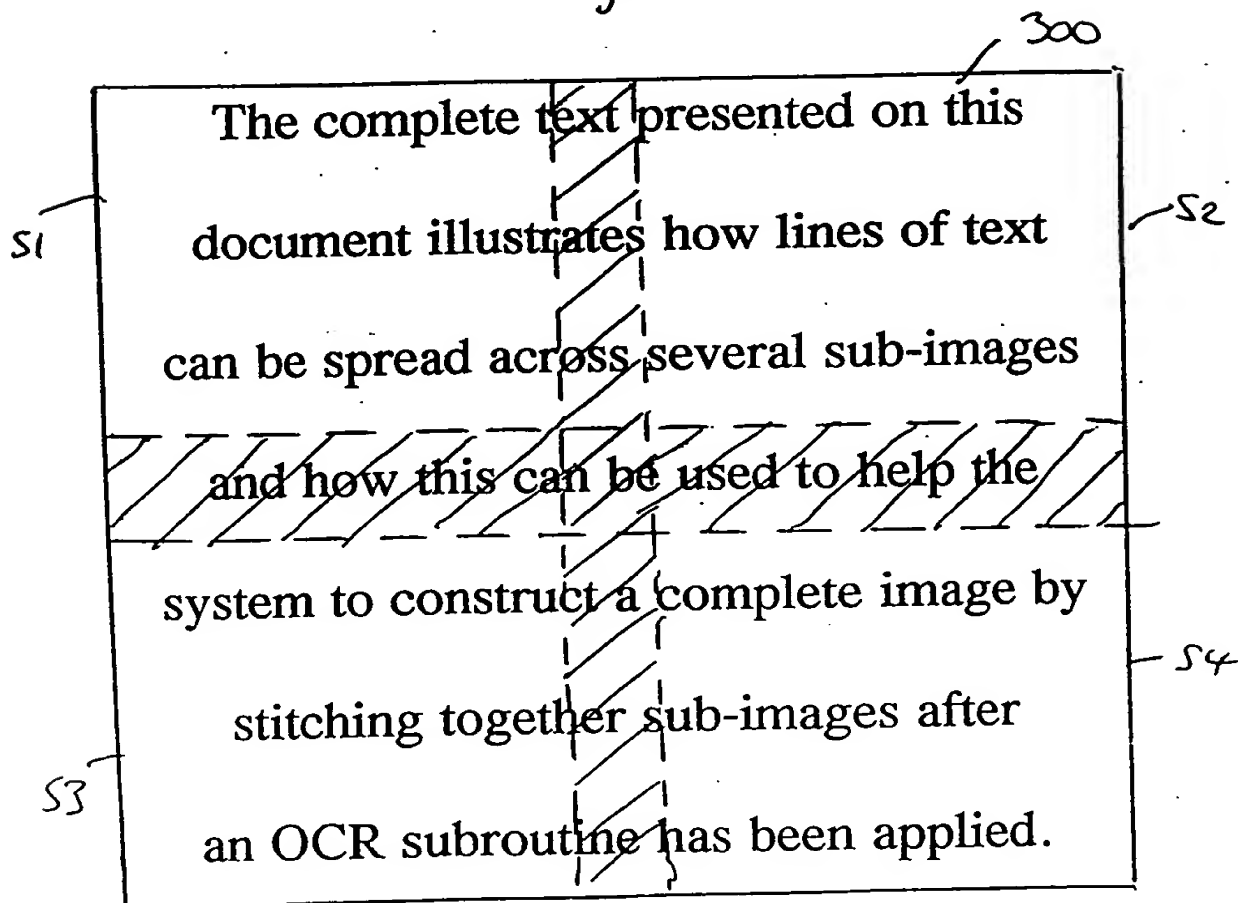 300
The complete text presented on this
S1
S2
document illustrates how lines of text
can be spread across several sub-images
and how this can be used to help the
system to construct a complete image by
S4
stitching together sub-images after
S3
an OCR subroutine has been applied.